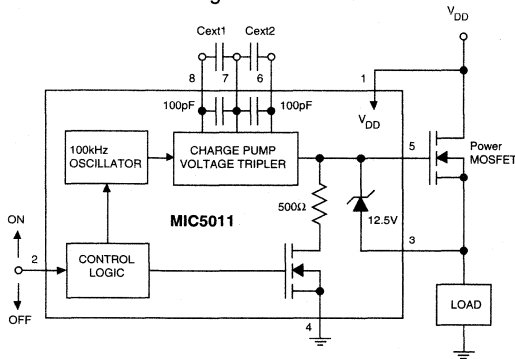 V_DD
Cext1 Cext2
8 7 6 1
100pF 100pF V_DD
100kHz
OSCILLATOR
CHARGE PUMP
VOLTAGE TRIPLER
5
Power
MOSFET
500Ω
12.5V
MIC5011
ON
2
OFF
CONTROL
LOGIC
3
4
LOAD